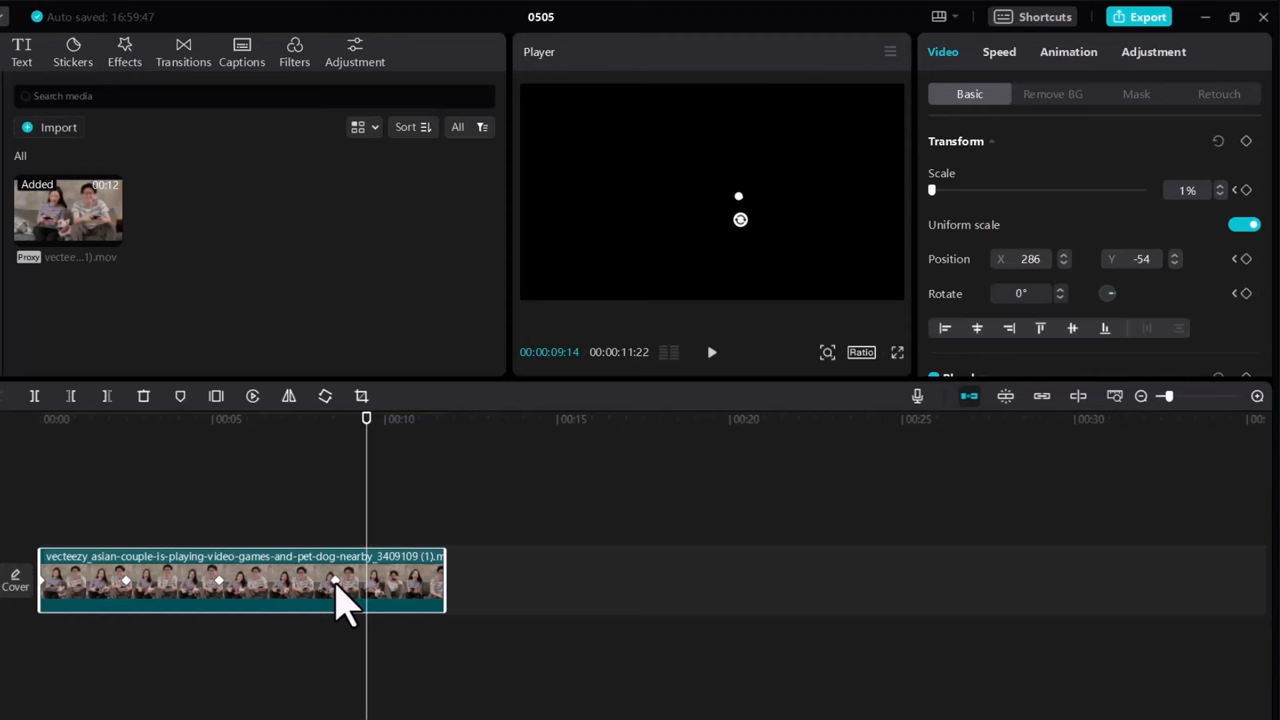 Auto saved: 16:59:47
0505
Shortcuts
Export
Text
Stickers
Effects
Transitions
Captions
Filters
Adjustment
Search media
Import
Sort
All
All
Added
00:12
Proxy vectee...1).mov
Player
00:00:09:14
00:00:11:22
Ratio
Video
Speed
Animation
Adjustment
Basic
Remove BG
Mask
Retouch
Transform
Scale
1%
Uniform scale
Position X 286 Y -54
Rotate 0°
00:00
00:05
00:10
00:15
00:20
00:25
00:30
00:
Cover
vecteezy_asian-couple-is-playing-video-games-and-pet-dog-nearby_3409109 (1).m